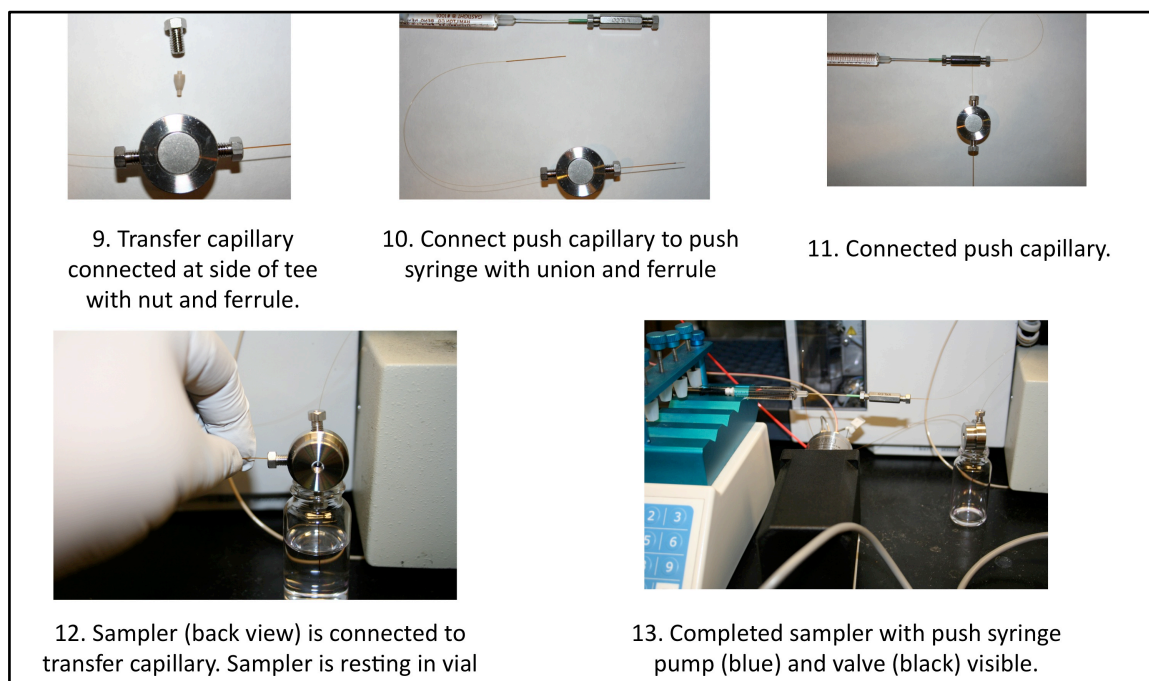 9. Transfer capillary
connected at side of tee
with nut and ferrule.
10. Connect push capillary to push
syringe with union and ferrule
11. Connected push capillary.
12. Sampler (back view) is connected to
transfer capillary. Sampler is resting in vial
2 3
5 6
9
13. Completed sampler with push syringe
pump (blue) and valve (black) visible.